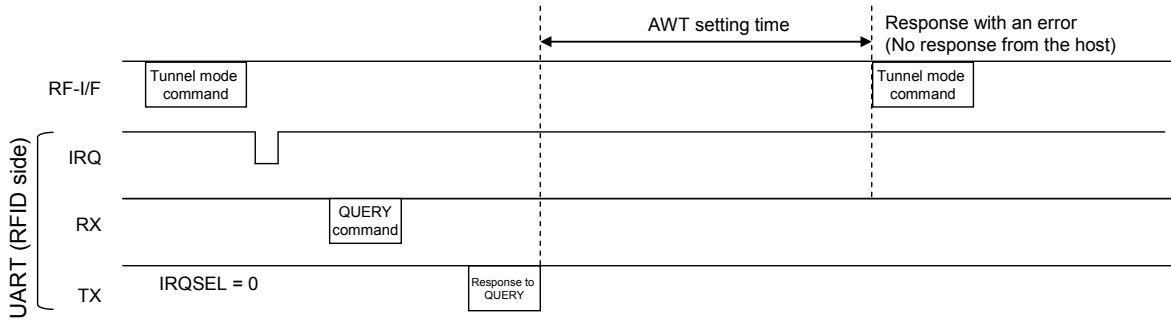 AWT setting time
Response with an error
(No response from the host)
RF-I/F
Tunnel mode
command
Tunnel mode
command
UART (RFID side)
IRQ
RX
QUERY
command
TX
IRQSEL = 0
Response to
QUERY